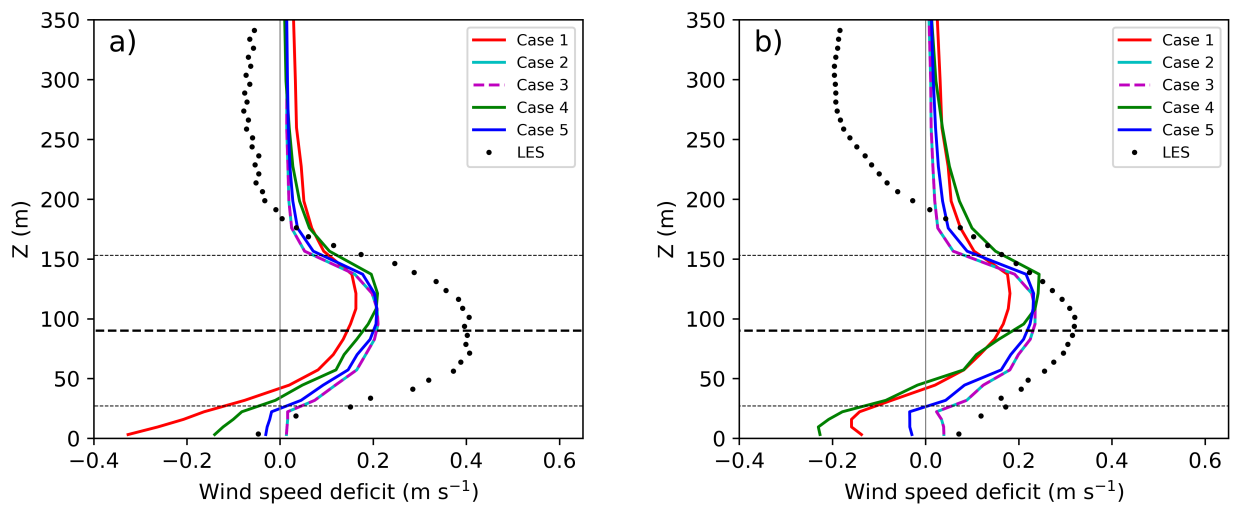 a)
Case 1
Case 2
Case 3
Case 4
Case 5
LES
350
300
250
200
150
100
50
0
Z (m)
−0.4 −0.2 0.0 0.2 0.4 0.6
Wind speed deficit (m s⁻¹)
b)
Case 1
Case 2
Case 3
Case 4
Case 5
LES
350
300
250
200
150
100
50
0
Z (m)
−0.4 −0.2 0.0 0.2 0.4 0.6
Wind speed deficit (m s⁻¹)